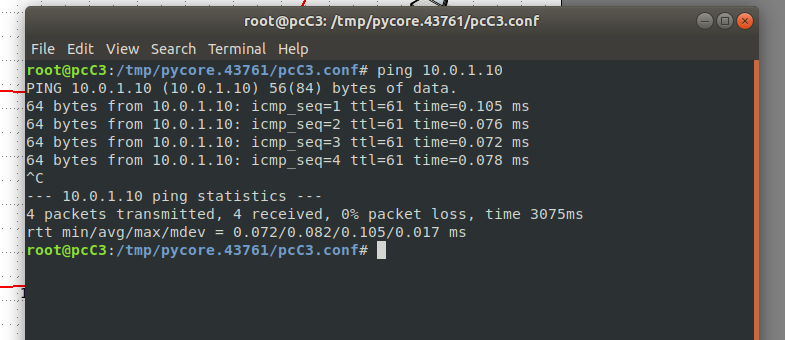 root@pcC3: /tmp/pycore.43761/pcC3.conf
File Edit View Search Terminal Help
root@pcC3:/tmp/pycore.43761/pcC3.conf# ping 10.0.1.10
PING 10.0.1.10 (10.0.1.10) 56(84) bytes of data.
64 bytes from 10.0.1.10: icmp_seq=1 ttl=61 time=0.105 ms
64 bytes from 10.0.1.10: icmp_seq=2 ttl=61 time=0.076 ms
64 bytes from 10.0.1.10: icmp_seq=3 ttl=61 time=0.072 ms
64 bytes from 10.0.1.10: icmp_seq=4 ttl=61 time=0.078 ms
^C
--- 10.0.1.10 ping statistics ---
4 packets transmitted, 4 received, 0% packet loss, time 3075ms
rtt min/avg/max/mdev = 0.072/0.082/0.105/0.017 ms
root@pcC3:/tmp/pycore.43761/pcC3.conf#